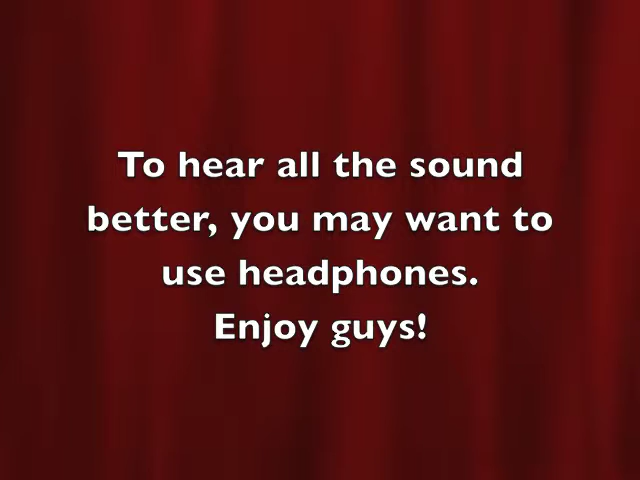 To hear all the sound
better, you may want to
use headphones.
Enjoy guys!